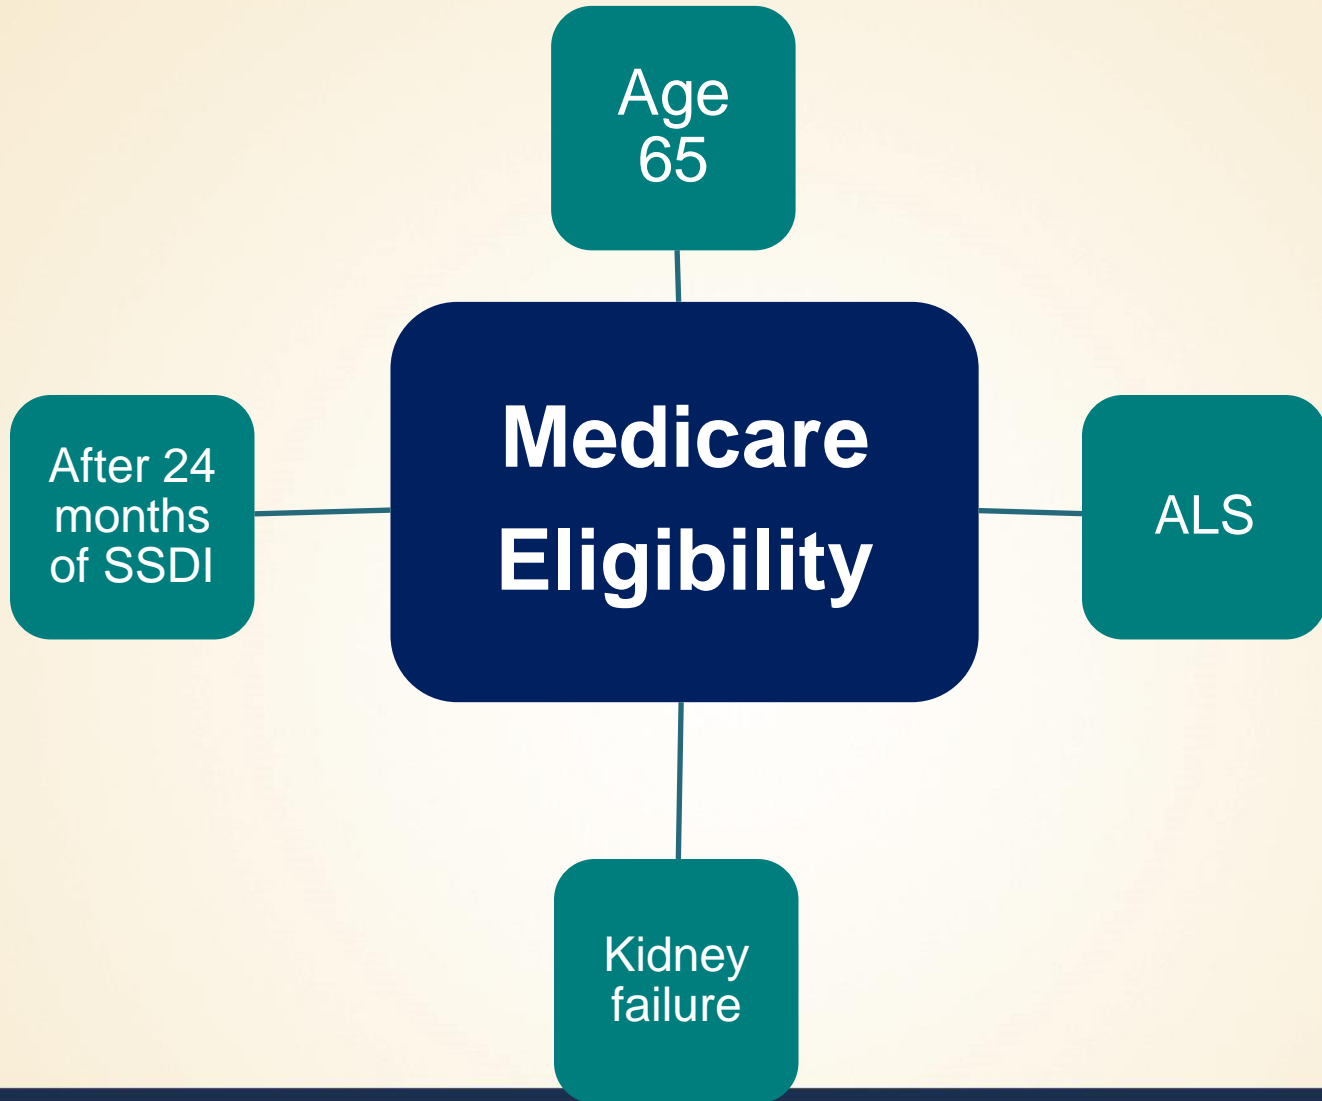 Age
65
Medicare
Eligibility
After 24
months
of SSDI
ALS
Kidney
failure